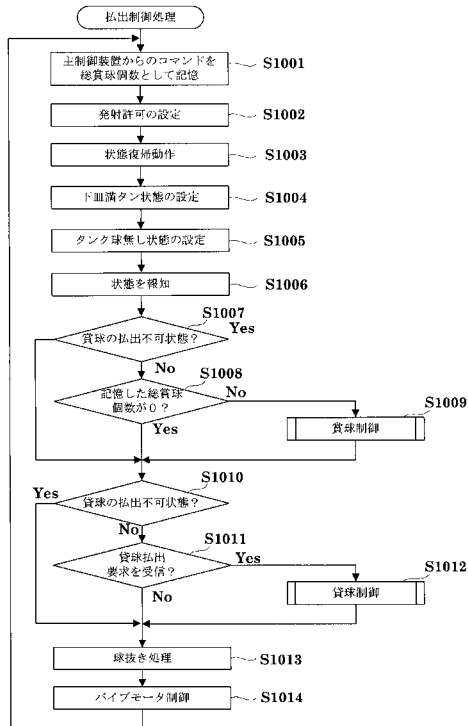 払出制御処理
主制御装置からのコマンドを
総賞球個数として記憶
S1001
発射許可の設定
S1002
状態復帰動作
S1003
下皿満タン状態の設定
S1004
タンク球無し状態の設定
S1005
状態を報知
S1006
S1007
賞球の払出不可状態？
Yes
No
S1008
記憶した総賞球
個数が０？
No
Yes
S1009
賞球制御
S1010
Yes
貸球の払出不可状態？
No
S1011
貸球払出
要求を受信？
Yes
No
S1012
貸球制御
球抜き処理
S1013
バイブモータ制御
S1014